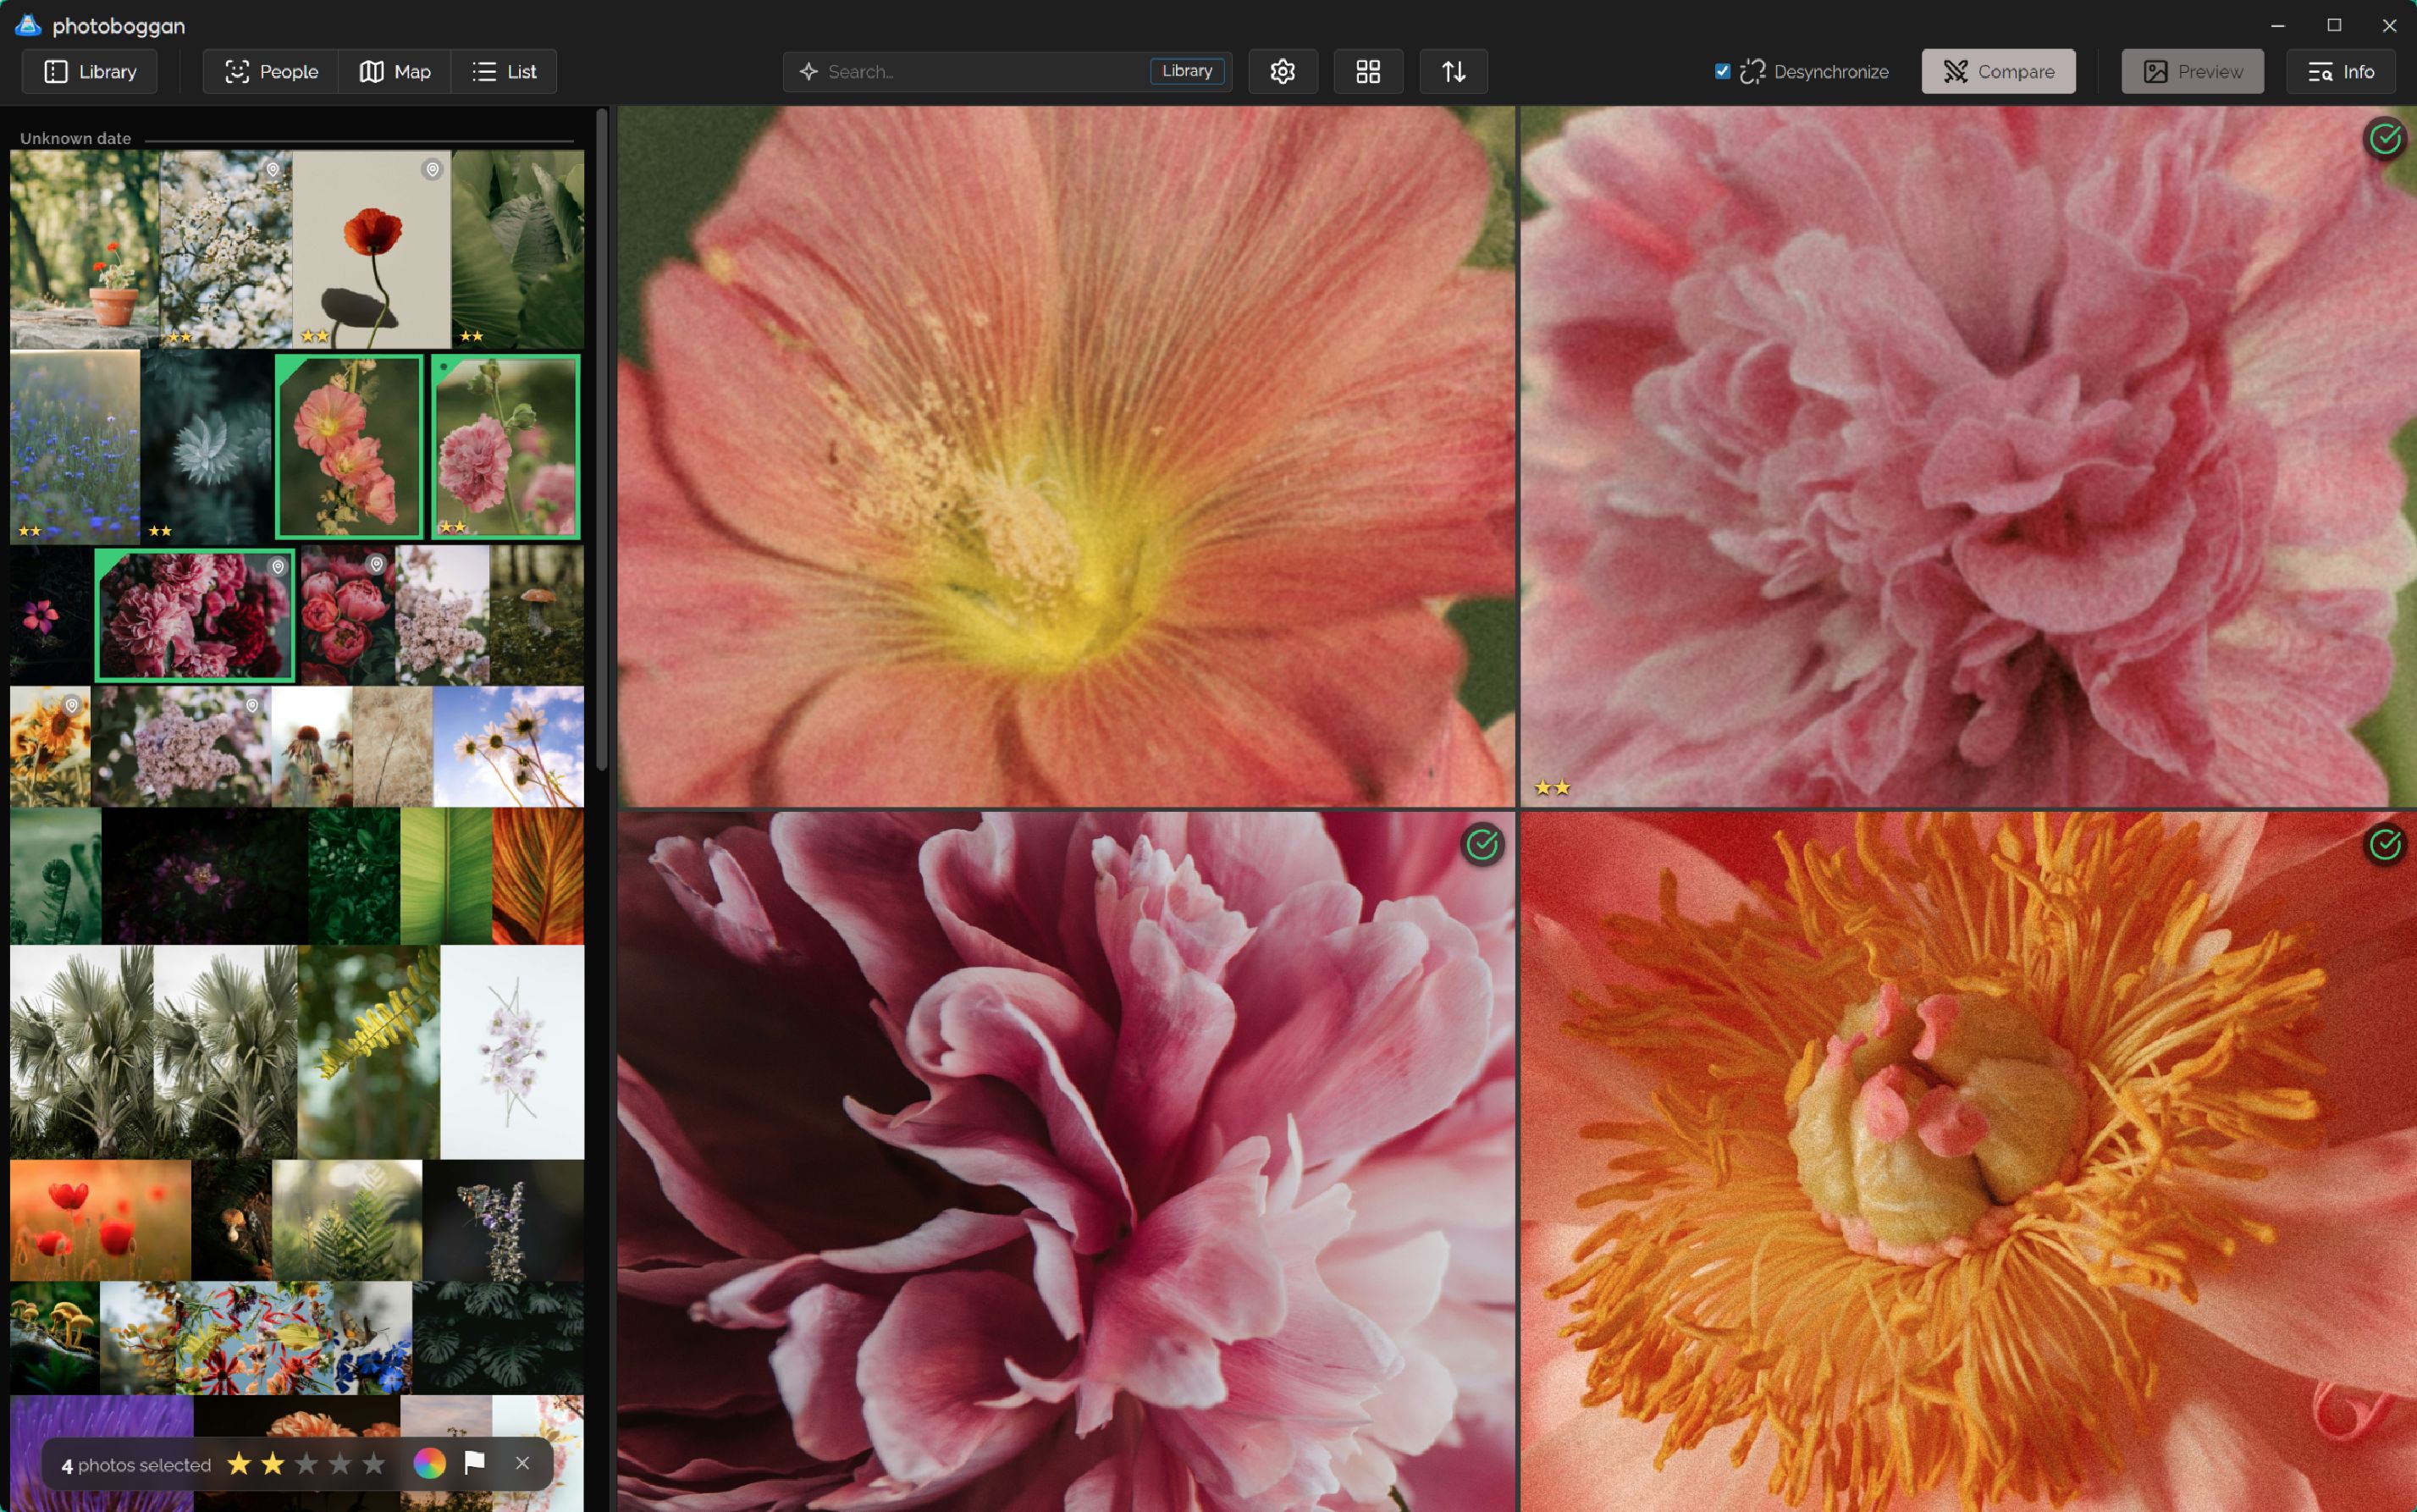 photoboggan
Library
People
Map
List
Search...
Library
Desynchronize
Compare
Preview
Info
Unknown date
4 photos selected